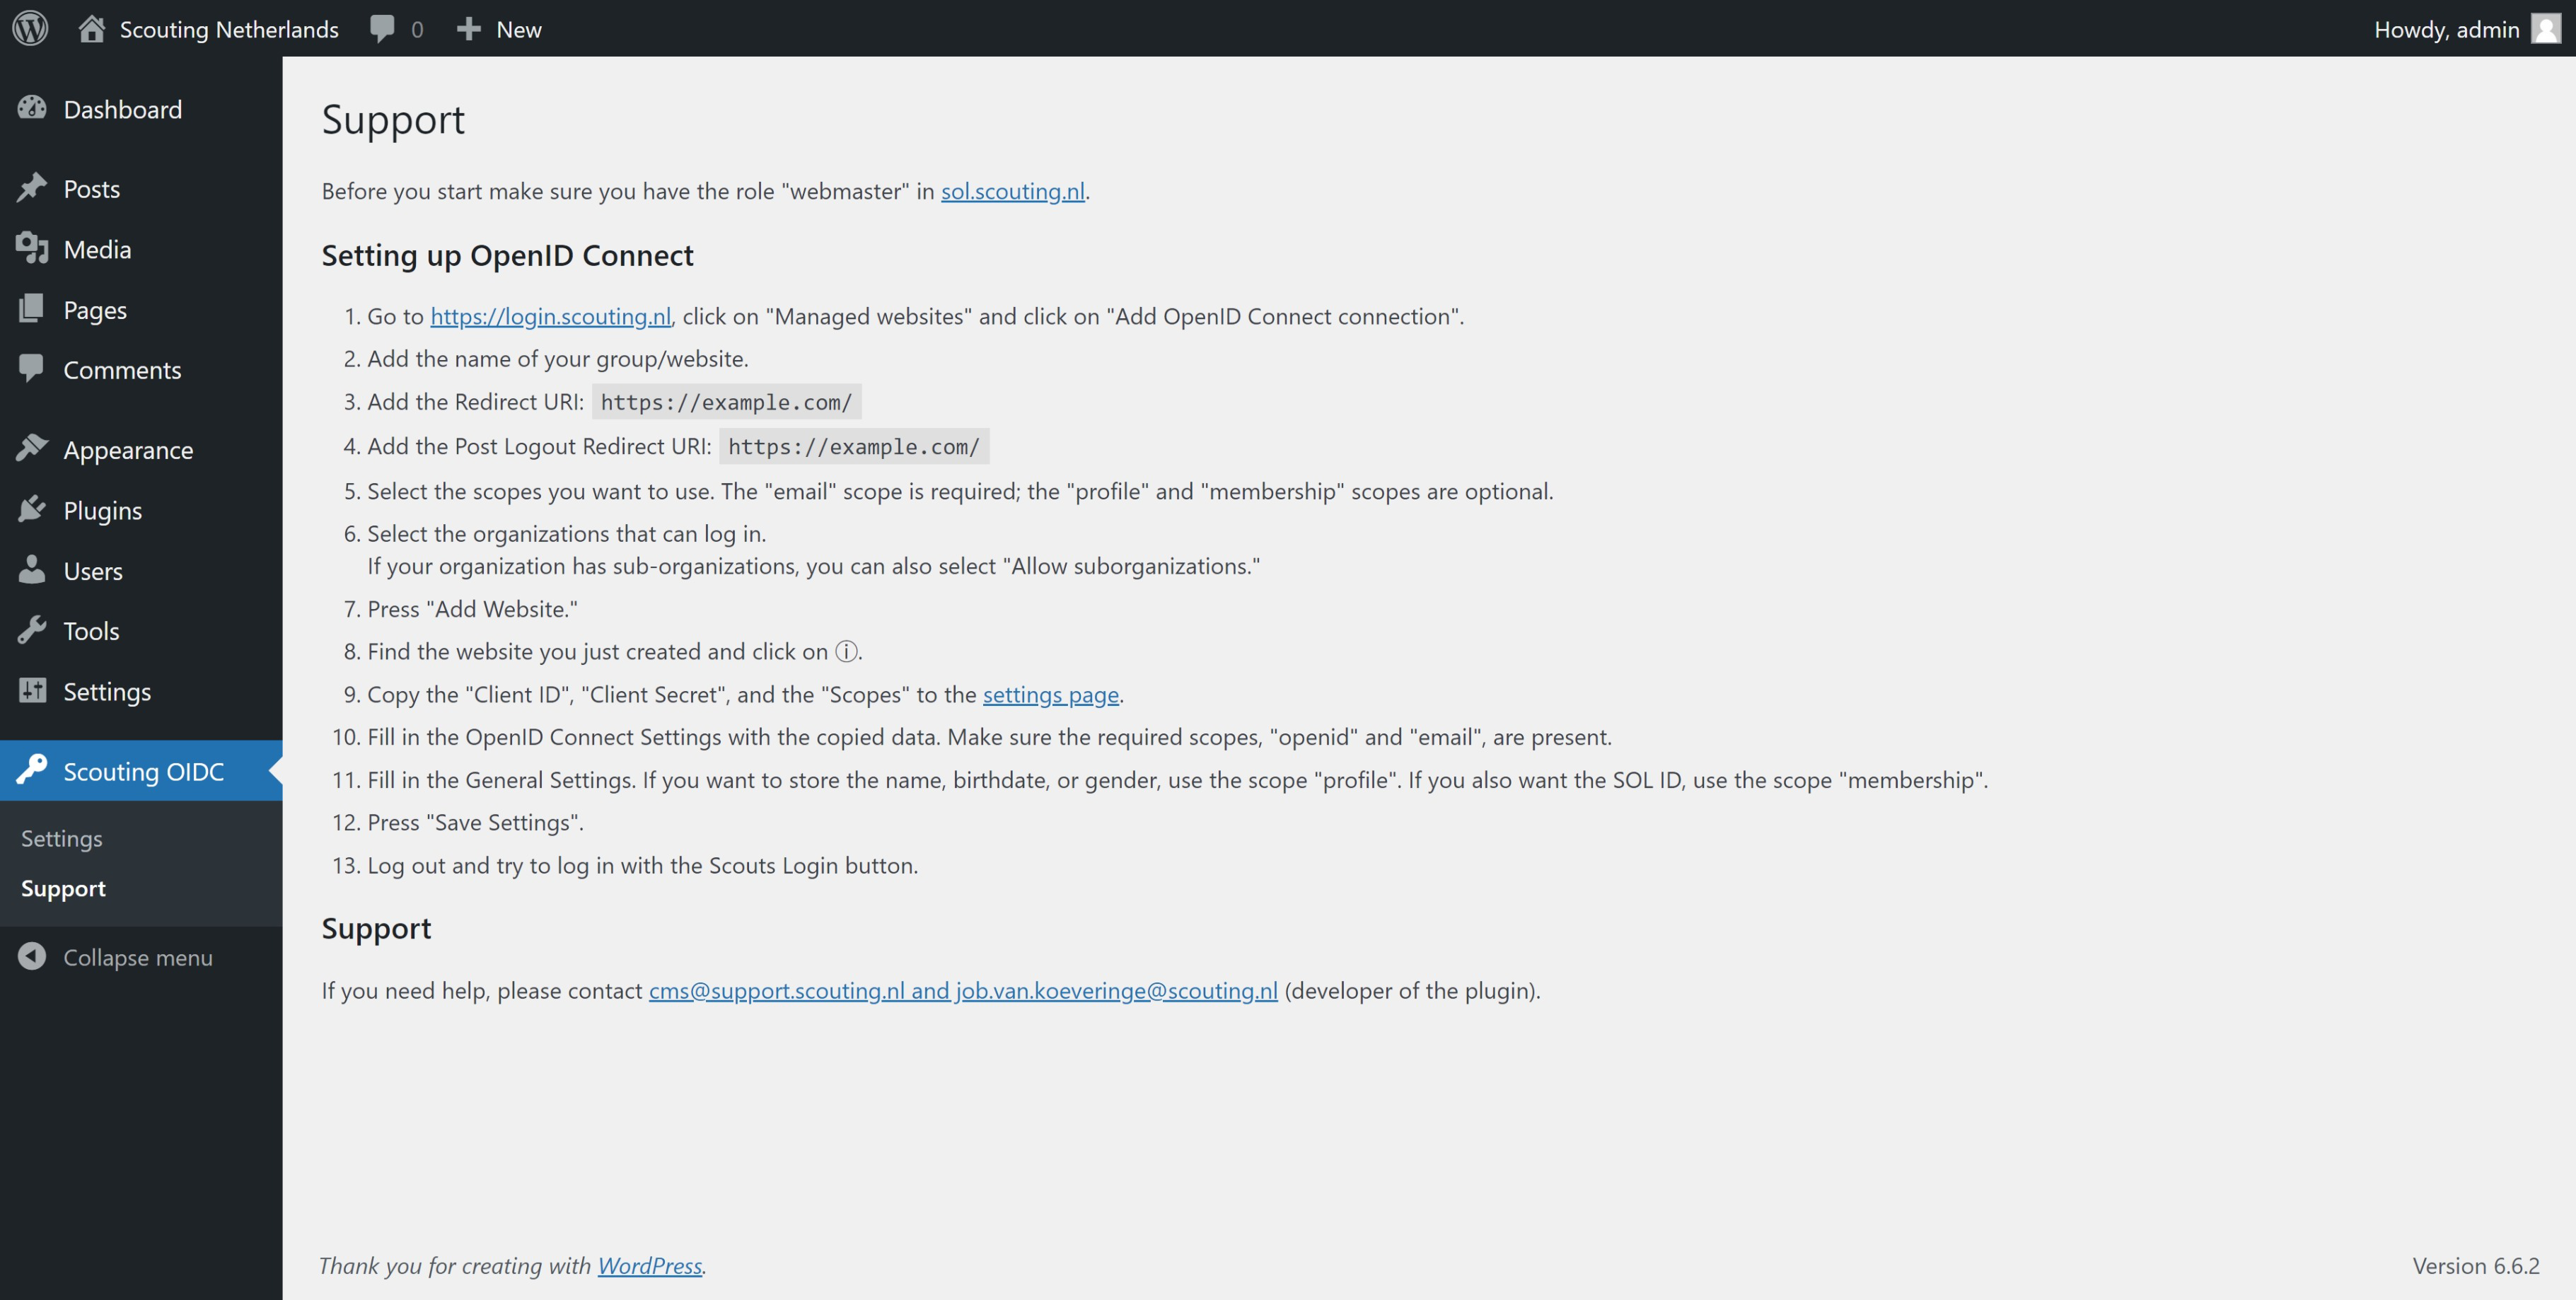 Scouting Netherlands
0
New
Howdy, admin
Dashboard
Posts
Media
Pages
Comments
Appearance
Plugins
Users
Tools
Settings
Scouting OIDC
Settings
Support
Collapse menu
Support
Before you start make sure you have the role "webmaster" in sol.scouting.nl.
Setting up OpenID Connect
1. Go to https://login.scouting.nl, click on "Managed websites" and click on "Add OpenID Connect connection".
2. Add the name of your group/website.
3. Add the Redirect URI: https://example.com/
4. Add the Post Logout Redirect URI: https://example.com/
5. Select the scopes you want to use. The "email" scope is required; the "profile" and "membership" scopes are optional.
6. Select the organizations that can log in.
If your organization has sub-organizations, you can also select "Allow suborganizations."
7. Press "Add Website."
8. Find the website you just created and click on ⓘ.
9. Copy the "Client ID", "Client Secret", and the "Scopes" to the settings page.
10. Fill in the OpenID Connect Settings with the copied data. Make sure the required scopes, "openid" and "email", are present.
11. Fill in the General Settings. If you want to store the name, birthdate, or gender, use the scope "profile". If you also want the SOL ID, use the scope "membership".
12. Press "Save Settings".
13. Log out and try to log in with the Scouts Login button.
Support
If you need help, please contact cms@support.scouting.nl and job.van.koeveringe@scouting.nl (developer of the plugin).
Thank you for creating with WordPress.
Version 6.6.2